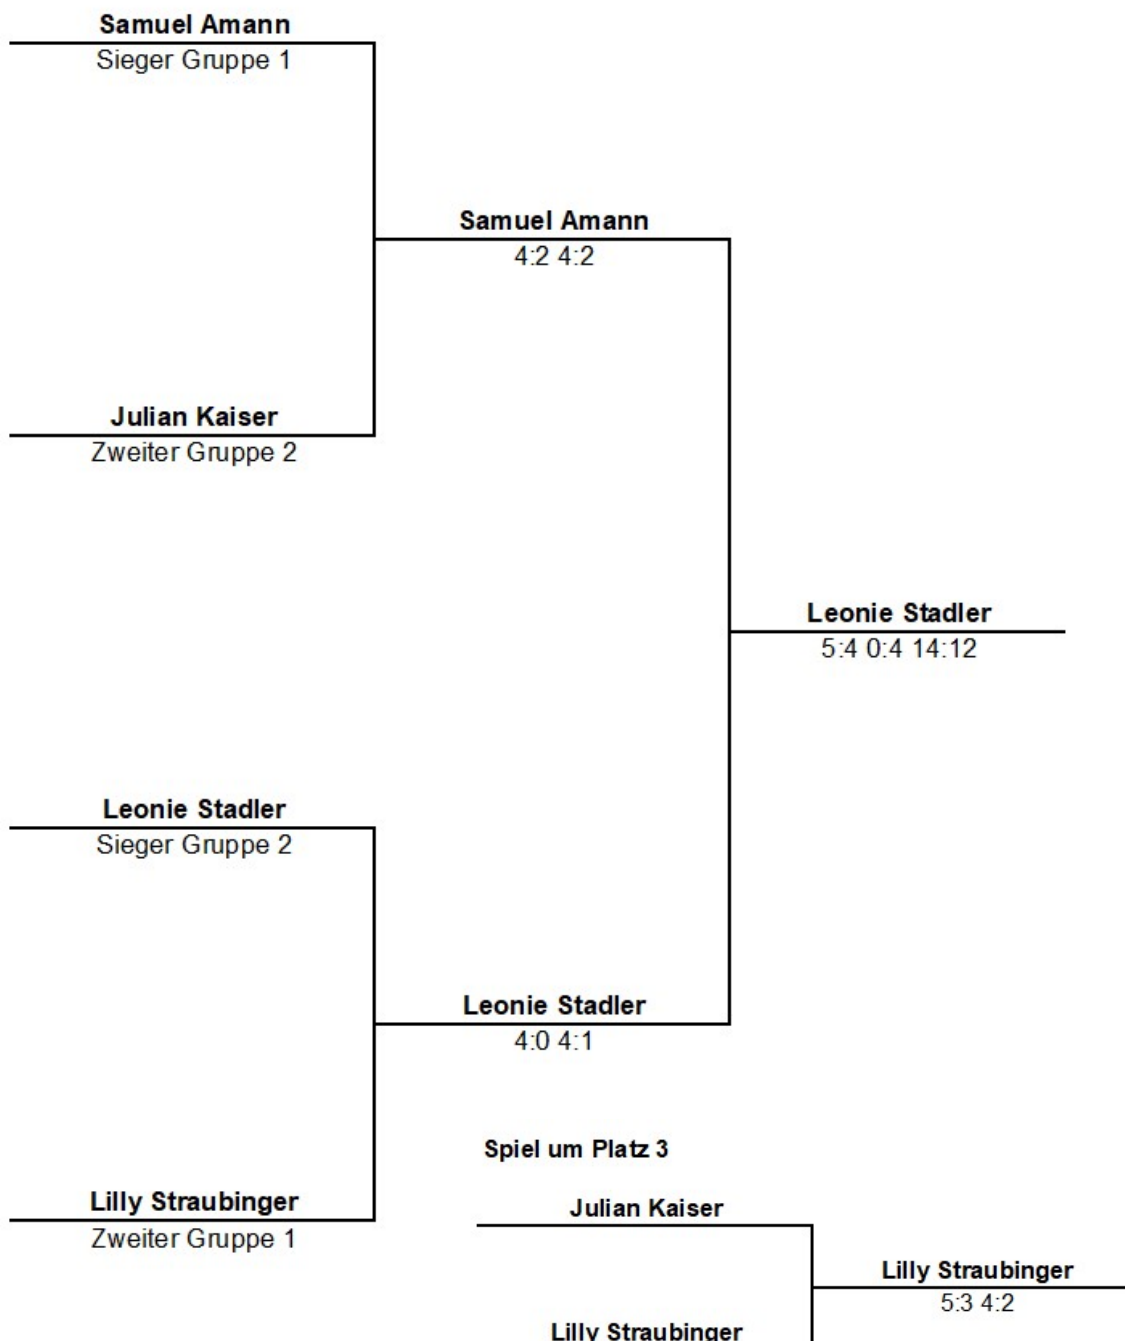 Samuel Amann
Sieger Gruppe 1
Samuel Amann
4:2 4:2
Julian Kaiser
Zweiter Gruppe 2
Leonie Stadler
5:4 0:4 14:12
Leonie Stadler
Sieger Gruppe 2
Leonie Stadler
4:0 4:1
Spiel um Platz 3
Lilly Straubinger
Zweiter Gruppe 1
Julian Kaiser
Lilly Straubinger
5:3 4:2
Lilly Straubinger